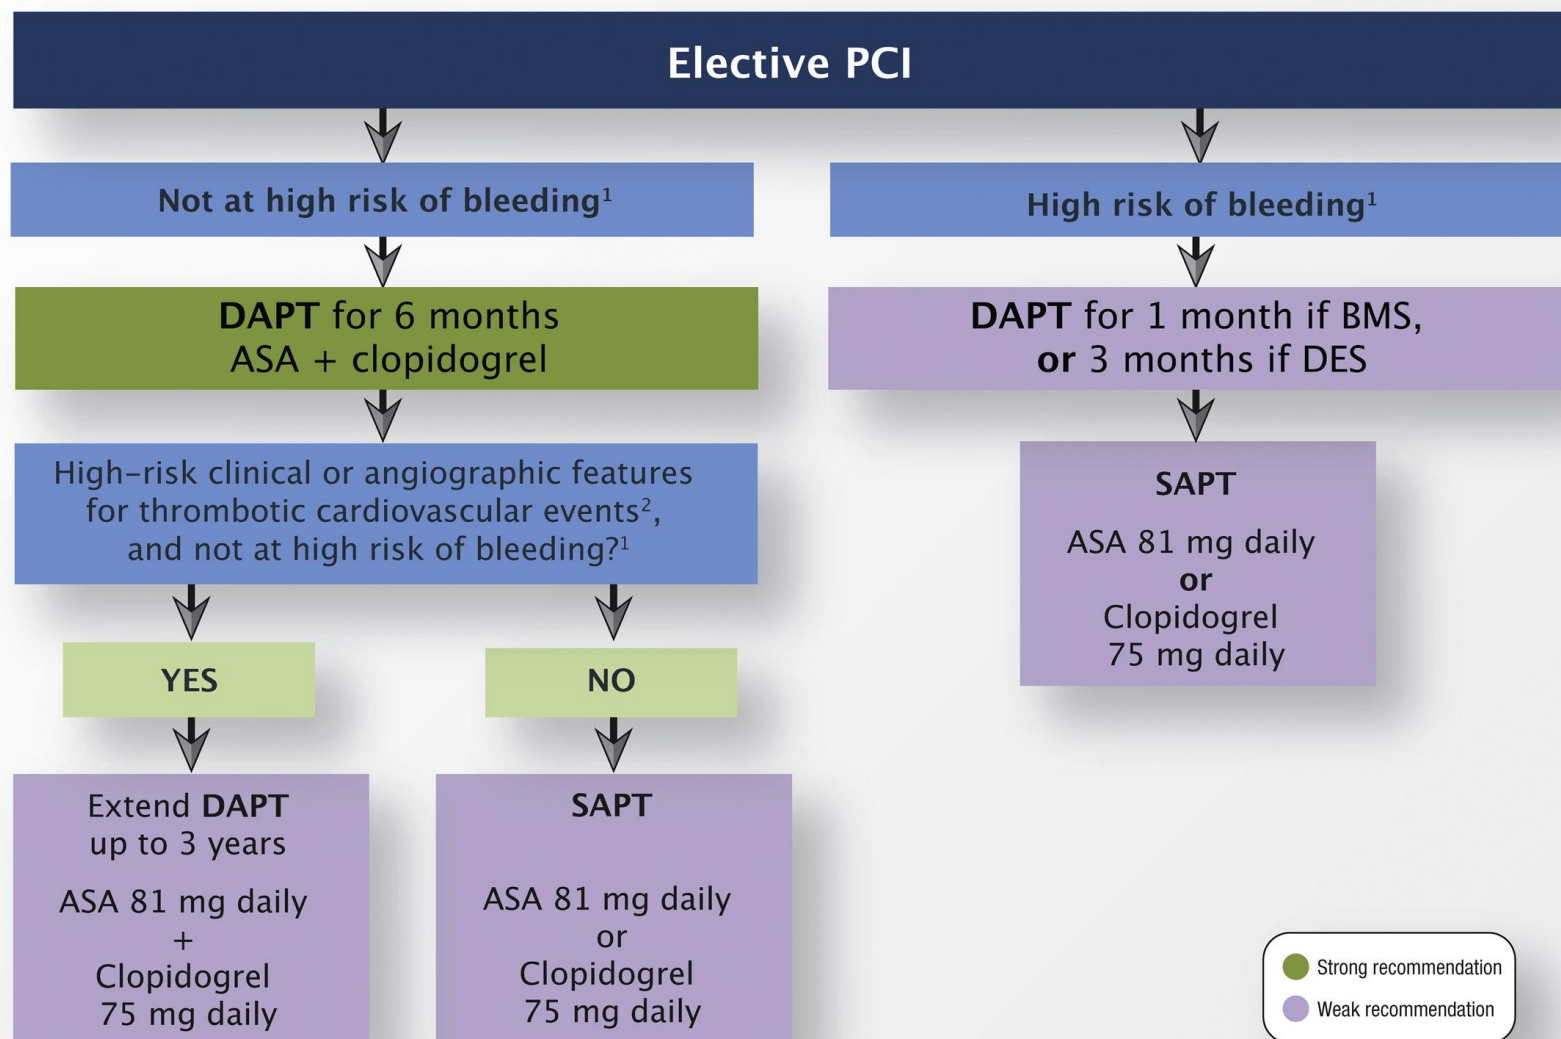 Elective PCI
Not at high risk of bleeding¹
High risk of bleeding¹
DAPT for 6 months
ASA + clopidogrel
DAPT for 1 month if BMS,
or 3 months if DES
High-risk clinical or angiographic features
for thrombotic cardiovascular events²,
and not at high risk of bleeding?¹
SAPT
ASA 81 mg daily
or
Clopidogrel
75 mg daily
YES
NO
Extend DAPT
up to 3 years
ASA 81 mg daily
+
Clopidogrel
75 mg daily
SAPT
ASA 81 mg daily
or
Clopidogrel
75 mg daily
Strong recommendation
Weak recommendation